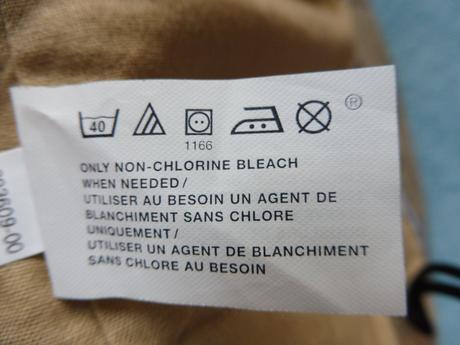 40 ®
1166
ONLY NON-CHLORINE BLEACH
WHEN NEEDED/
UTILISER AU BESOIN UN AGENT DE
BLANCHIMENT SANS CHLORE
UNIQUEMENT/
UTILISER UN AGENT DE BLANCHIMENT
SANS CHLORE AU BESOIN